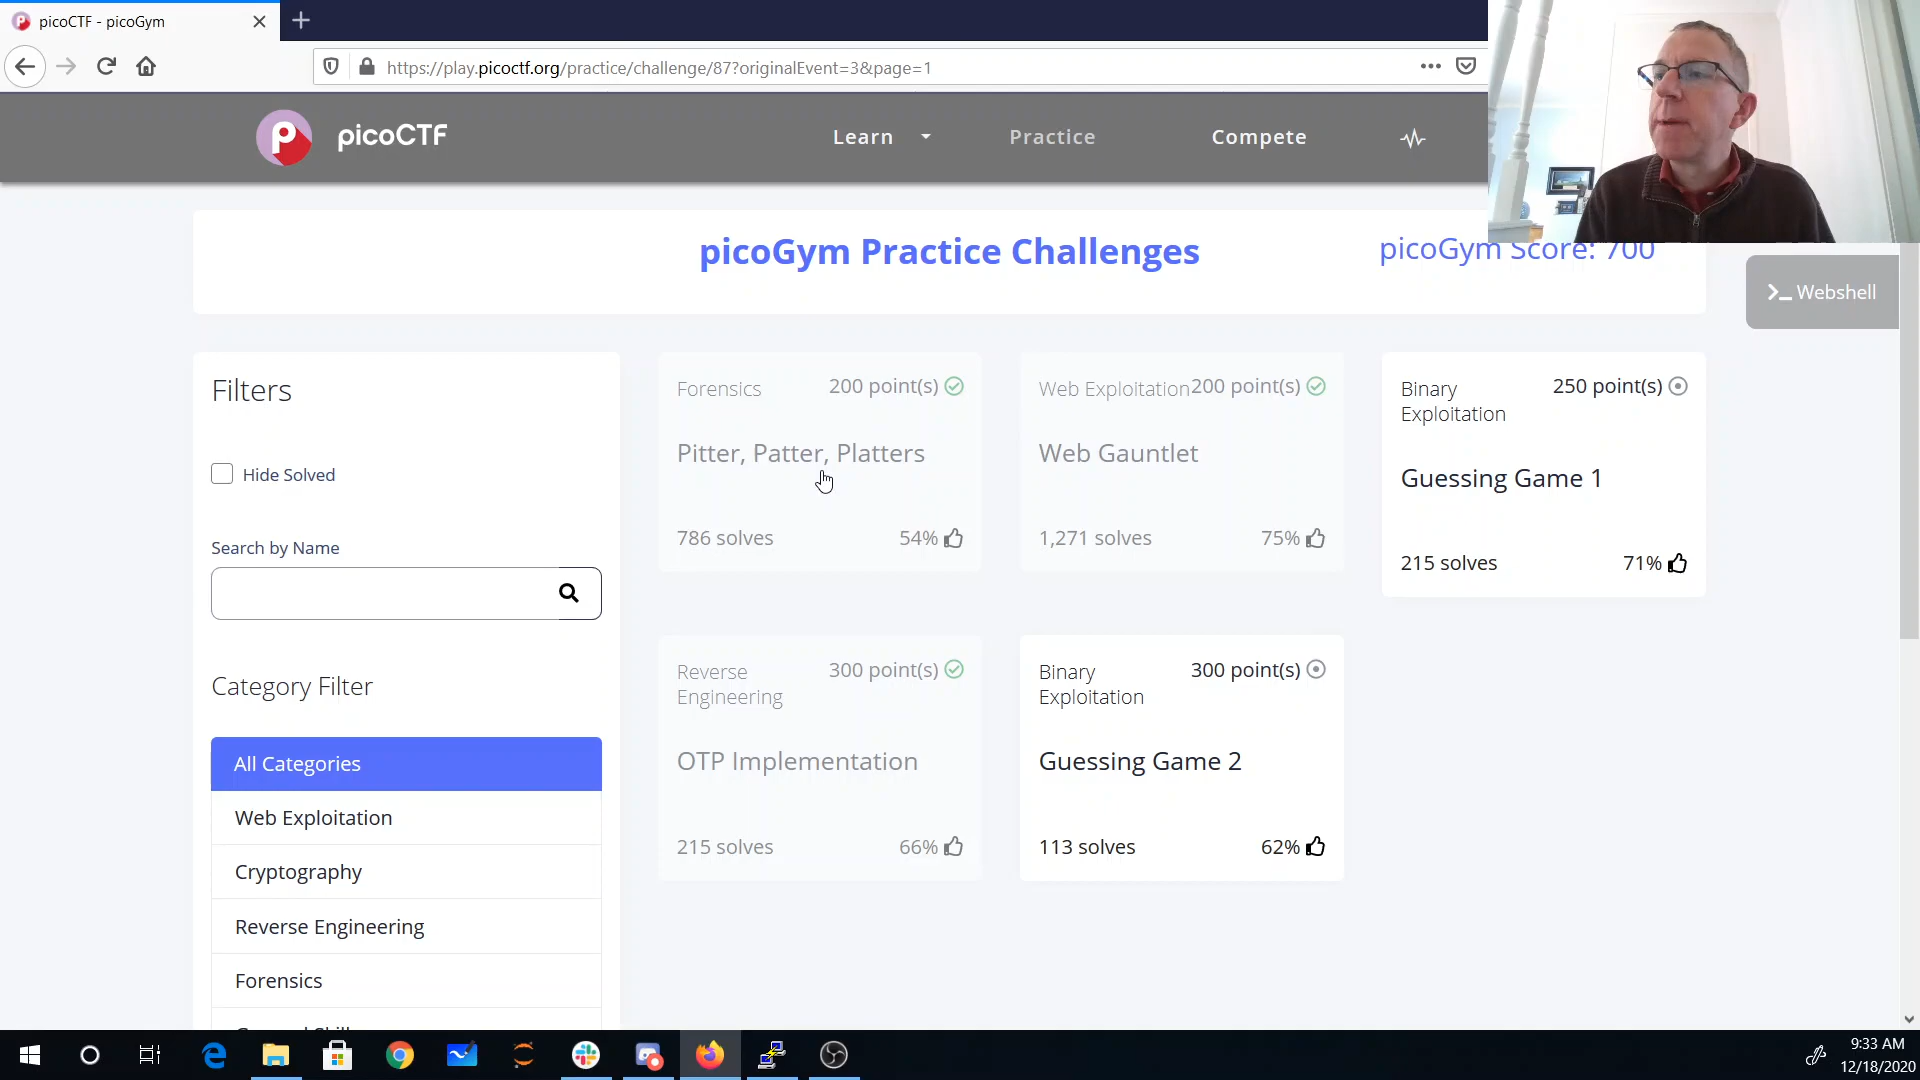 picoCTF - picoGym
https://play.picoctf.org/practice/challenge/87?originalEvent=3&page=1
picoCTF
Learn
Practice
Compete
picoGym Practice Challenges
picoGym Score: 700
>_ Webshell
Filters
Hide Solved
Search by Name
Category Filter
All Categories
Web Exploitation
Cryptography
Reverse Engineering
Forensics
Forensics
200 point(s)
Pitter, Patter, Platters
786 solves
54%
Web Exploitation
200 point(s)
Web Gauntlet
1,271 solves
75%
Binary
Exploitation
250 point(s)
Guessing Game 1
215 solves
71%
Reverse
Engineering
300 point(s)
OTP Implementation
215 solves
66%
Binary
Exploitation
300 point(s)
Guessing Game 2
113 solves
62%
9:33 AM
12/18/2020